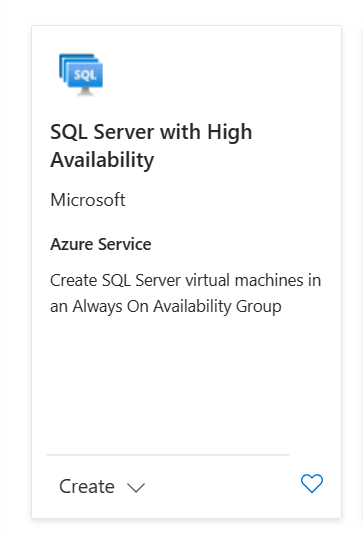 SQL
SQL Server with High
Availability
Microsoft
Azure Service
Create SQL Server virtual machines in
an Always On Availability Group
Create